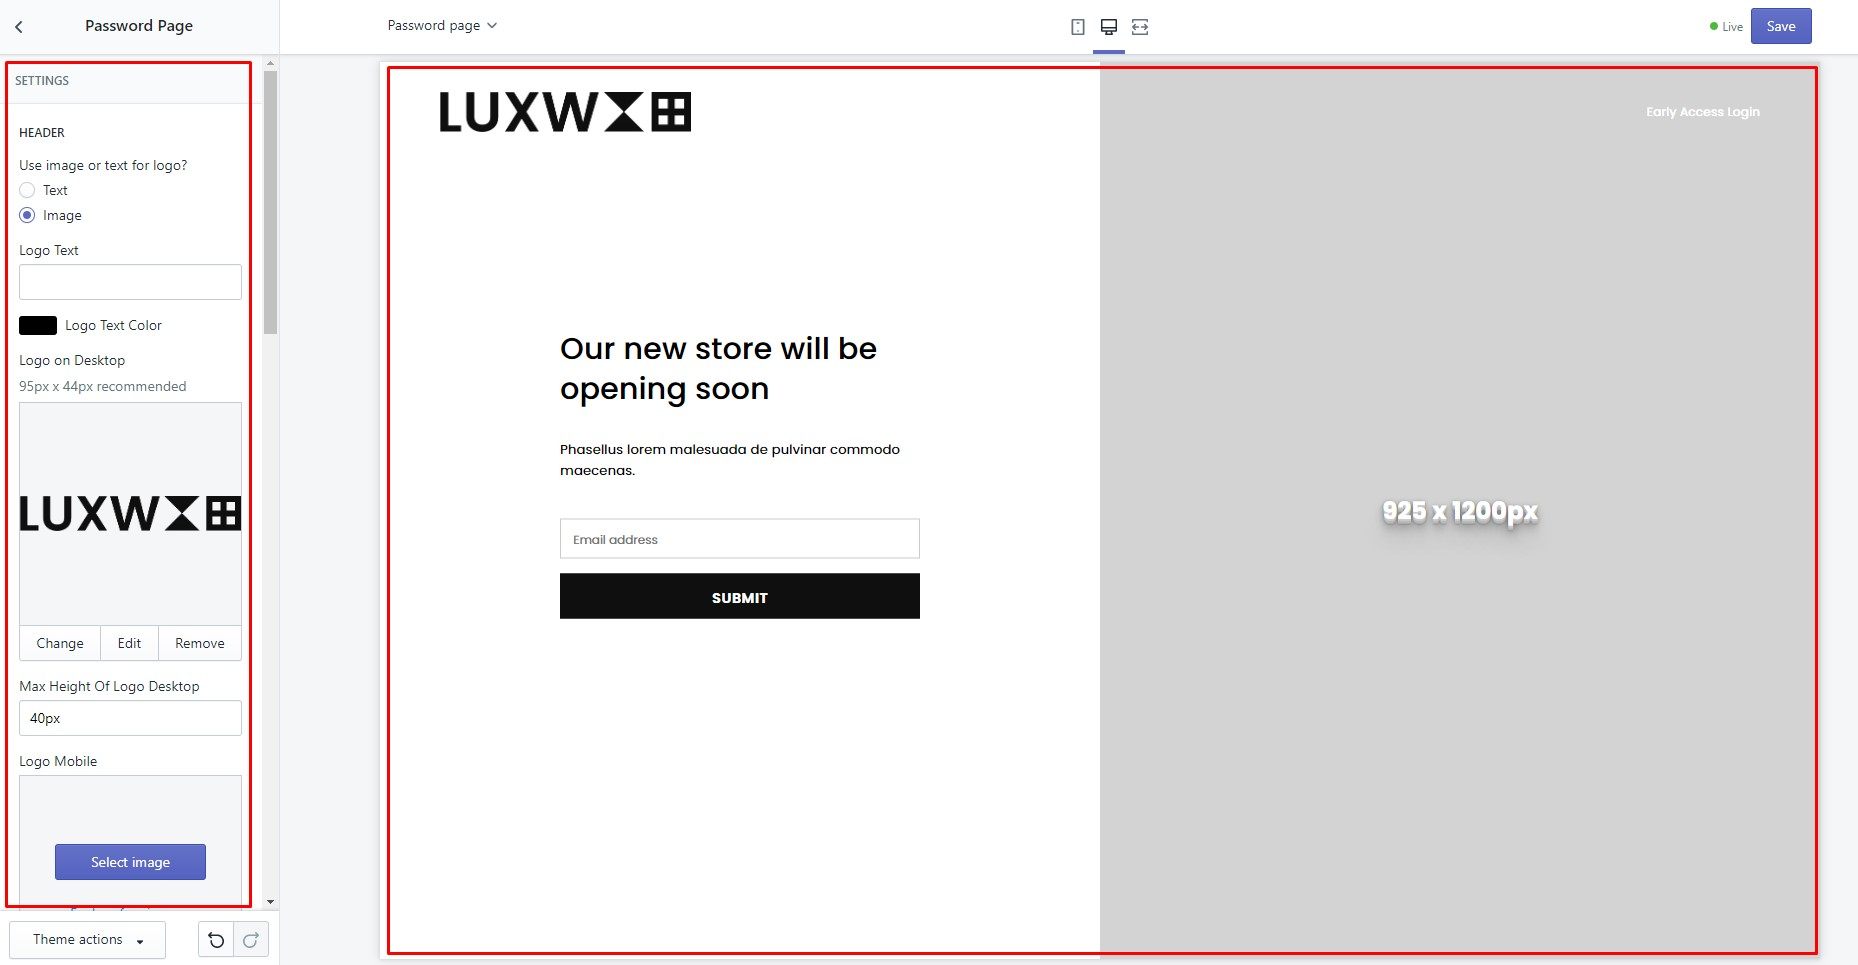 Password Page
Password page
Live
Save
SETTINGS
HEADER
Use image or text for logo?
Text
Image
Logo Text
Logo Text Color
Logo on Desktop
95px x 44px recommended
LUXW
Change
Edit
Remove
Max Height Of Logo Desktop
40px
Logo Mobile
Select image
Theme actions
LUXW
Early Access Login
Our new store will be
opening soon
Phasellus lorem malesuada de pulvinar commodo
maecenas.
Email address
SUBMIT
925 x 1200px